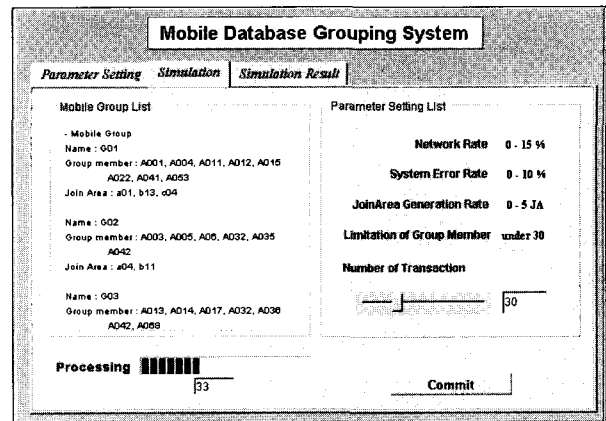 Mobile Database Grouping System
Parameter Setting Simulation Simulation Result
Mobile Group List
- Mobile Group
Name : G01
Group member : A001, A004, A011, A012, A015
A022, A041, A053
Join Area : a01, b13, c04
Name : G02
Group member : A003, A005, A06, A032, A035
A042
Join Area : a04, b11
Name : G03
Group member : A013, A014, A017, A032, A036
A042, A068
Processing
33
Parameter Setting List
Network Rate 0 - 15 %
System Error Rate 0 - 10 %
JoinArea Generation Rate 0 - 5 JA
Limitation of Group Member under 30
Number of Transaction
30
Commit